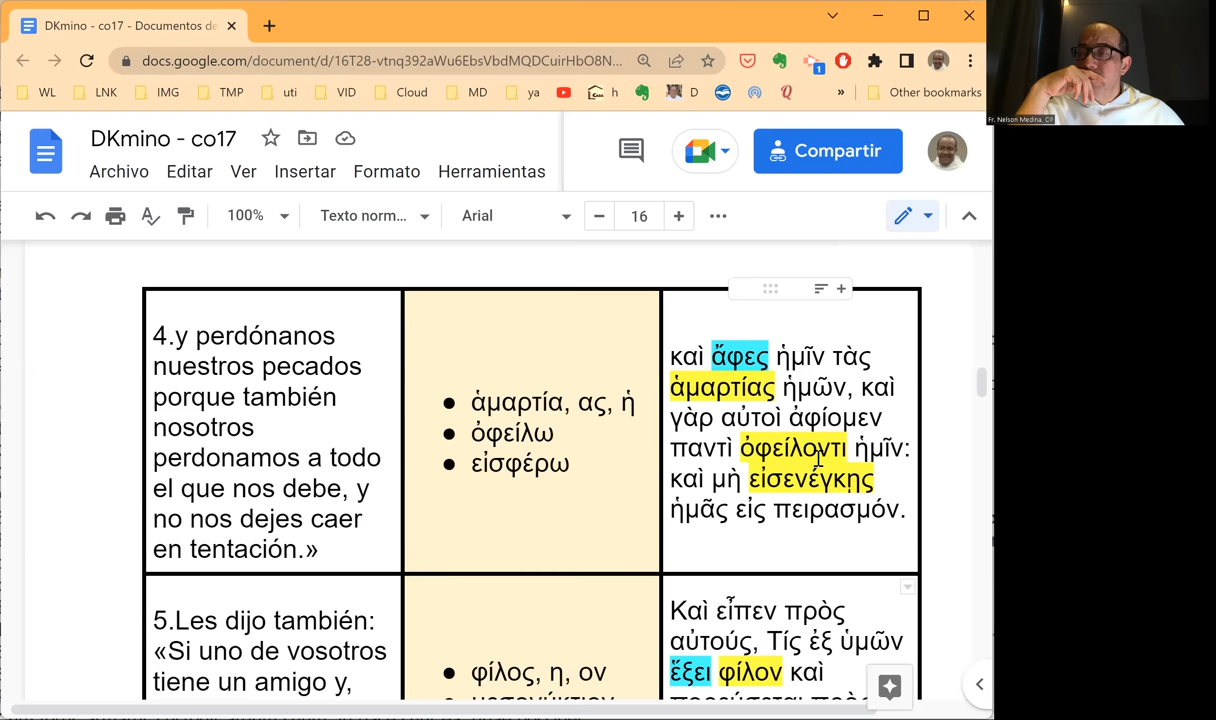 DKmino - co17 - Documentos de
docs.google.com/document/d/16T28-vtnq392aWu6EbsVbdMQDCuirHbO8N...
WL LNK IMG TMP uti VID Cloud MD ya h D » Other bookmarks
Fr. Nelson Medina, OP
DKmino - co17
Archivo Editar Ver Insertar Formato Herramientas
Compartir
100% Texto norm... Arial 16
4.y perdónanos
nuestros pecados
porque también
nosotros
perdonamos a todo
el que nos debe, y
no nos dejes caer
en tentación.»
ἁμαρτία, ας, ἡ
ὀφείλω
εἰσφέρω
καὶ ἄφες ἡμῖν τὰς
ἁμαρτίας ἡμῶν, καὶ
γὰρ αὐτοὶ ἀφίομεν
παντὶ ὀφείλοντι ἡμῖν:
καὶ μὴ εἰσενέγκῃς
ἡμᾶς εἰς πειρασμόν.
5.Les dijo también:
«Si uno de vosotros
tiene un amigo y,
φίλος, η, ον
Καὶ εἶπεν πρὸς
αὐτούς, Τίς ἐξ ὑμῶν
ἕξει φίλον καὶ